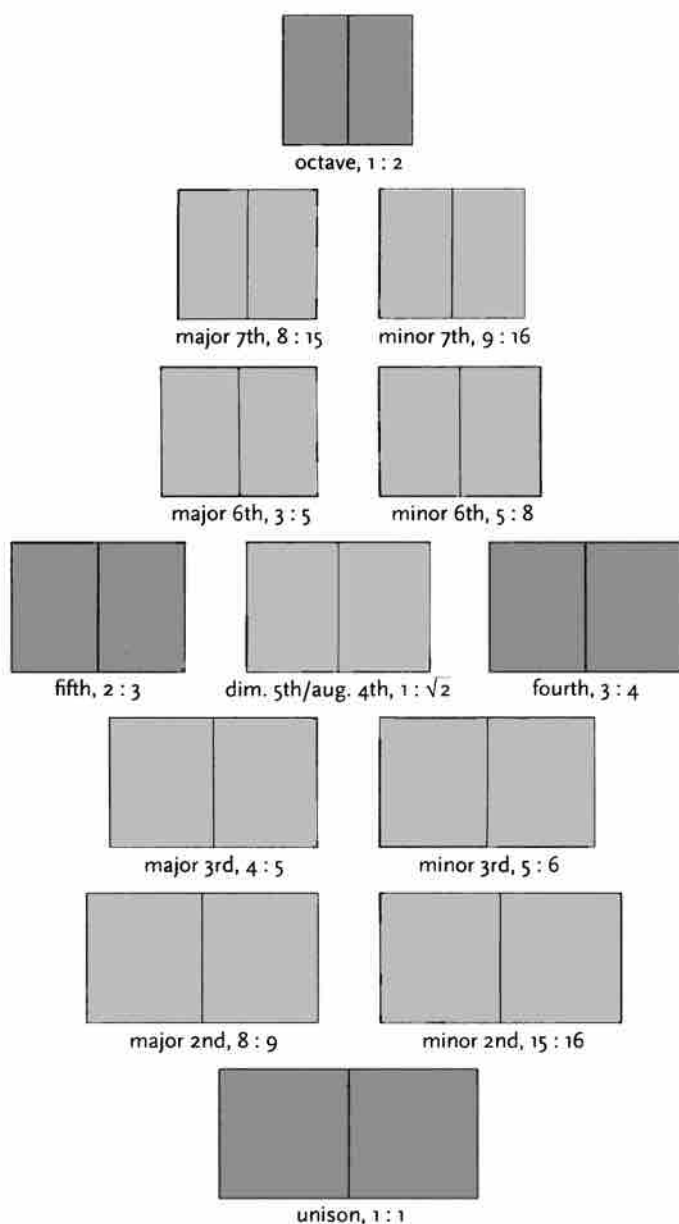 octave, 1 : 2
major 7th, 8 : 15
minor 7th, 9 : 16
major 6th, 3 : 5
minor 6th, 5 : 8
fifth, 2 : 3
dim. 5th/aug. 4th, 1 : √2
fourth, 3 : 4
major 3rd, 4 : 5
minor 3rd, 5 : 6
major 2nd, 8 : 9
minor 2nd, 15 : 16
unison, 1 : 1